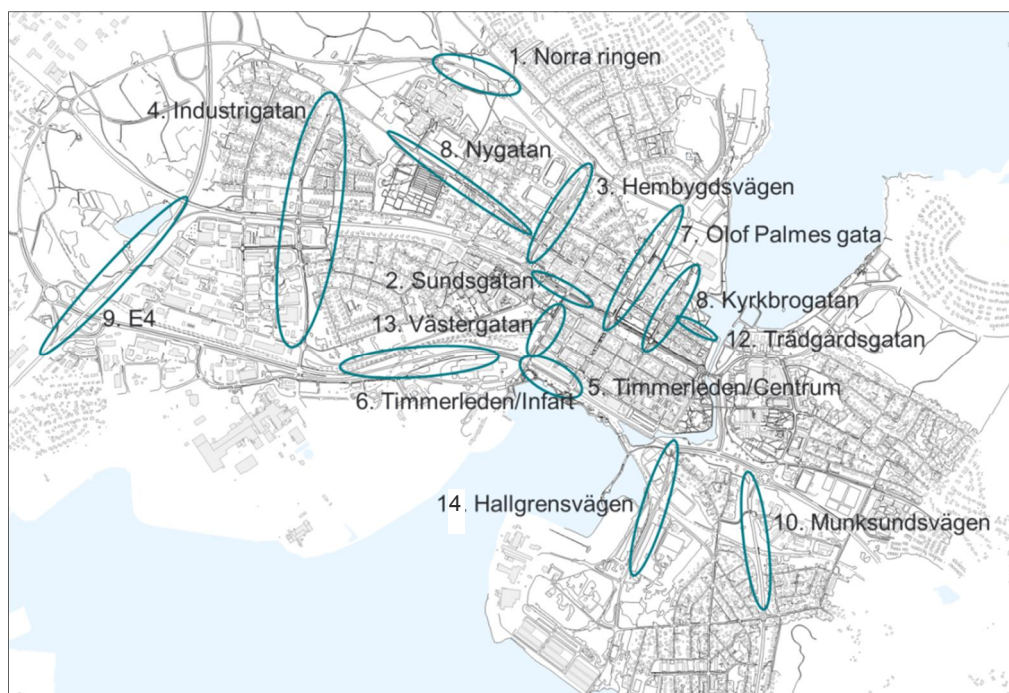 1. Norra ringen
4. Industrigatan
8. Nygatan
3. Hembygdsvägen
7. Olof Palmes gata
2. Sundsgatan
8. Kyrkbrogatan
9. E4
13. Västergatan
12. Trädgårdsgatan
6. Timmerleden/Infart
5. Timmerleden/Centrum
14. Hallgrensvägen
10. Munksundsvägen